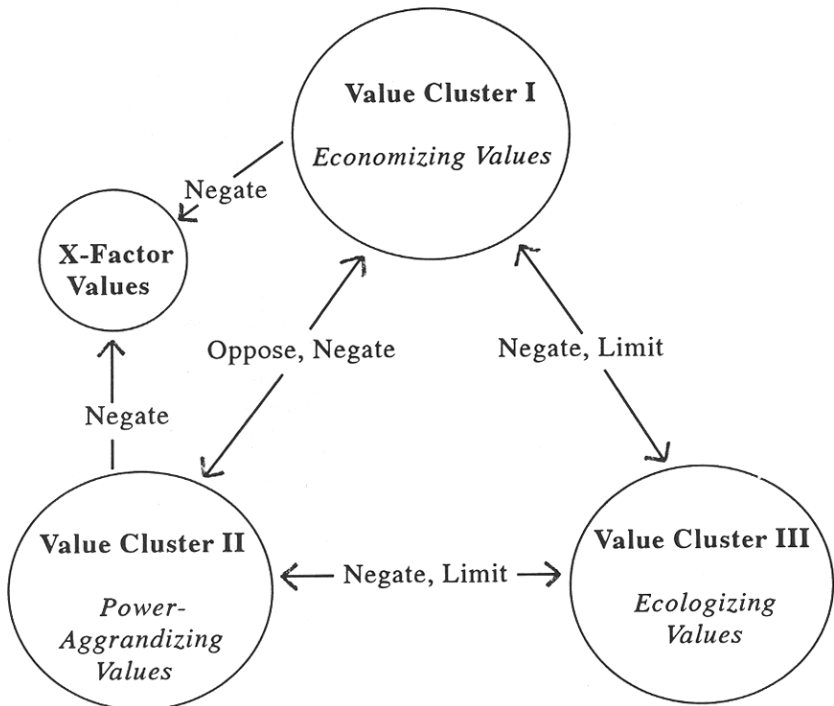 Value Cluster I
Economizing Values
Negate
X-Factor
Values
Oppose, Negate
Negate, Limit
Negate
Value Cluster II
Power-
Aggrandizing
Values
Negate, Limit
Value Cluster III
Ecologizing
Values